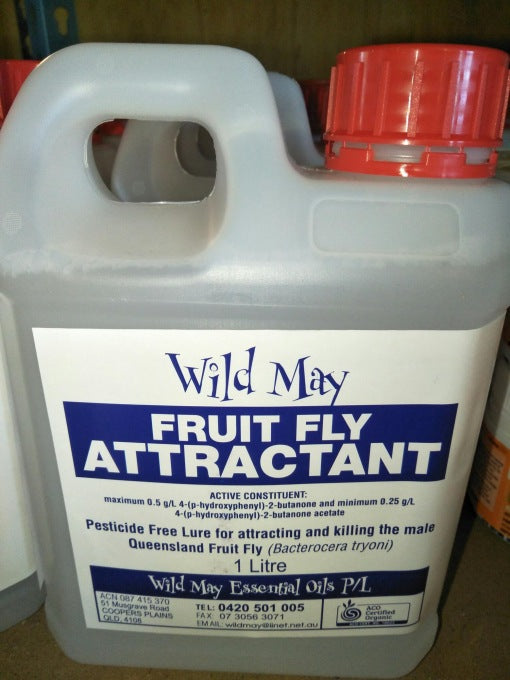 Wild May
FRUIT FLY
ATTRACTANT
ACTIVE CONSTITUENT:
maximum 0.5 g/L 4-(p-hydroxyphenyl)-2-butanone and minimum 0.25 g/L
4-(p-hydroxyphenyl)-2-butanone acetate
Pesticide Free Lure for attracting and killing the male
Queensland Fruit Fly (Bacterocera tryoni)
1 Litre
Wild May Essential Oils P/L
ACN 087 415 370
51 Musgrave Road
COOPERS PLAINS
QLD. 4108
TEL: 0420 501 005
FAX: 07 3056 3071
EMAIL: wildmay@iinet.net.au
ACO
Certified
Organic